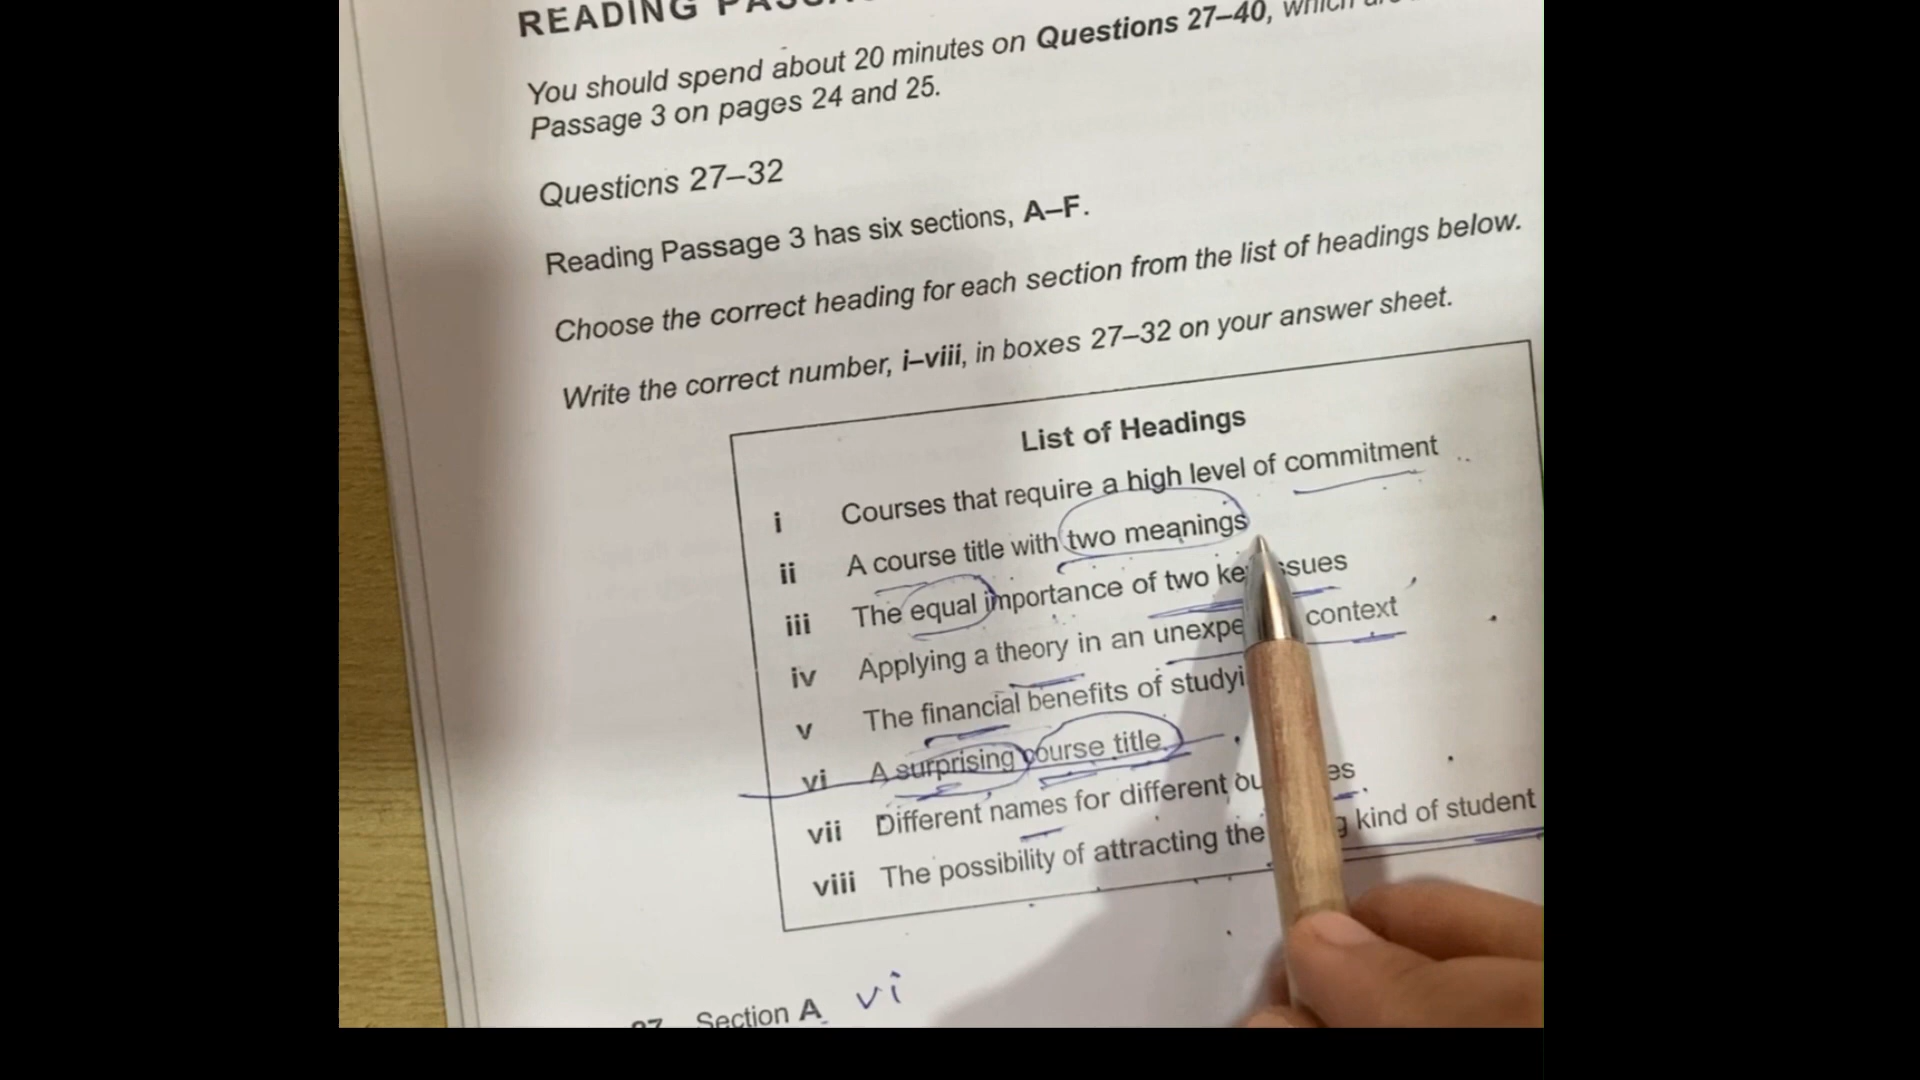 READING
You should spend about 20 minutes on Questions 27–40, which
Passage 3 on pages 24 and 25.
Questions 27–32
Reading Passage 3 has six sections, A–F.
Choose the correct heading for each section from the list of headings below.
Write the correct number, i–viii, in boxes 27–32 on your answer sheet.
List of Headings
i Courses that require a high level of commitment
ii A course title with two meanings
iii The equal importance of two
iv Applying a theory in an context
v The financial benefits of
vi A surprising course title
vii Different names for different
viii The possibility of attracting the kind of student
Section A vi